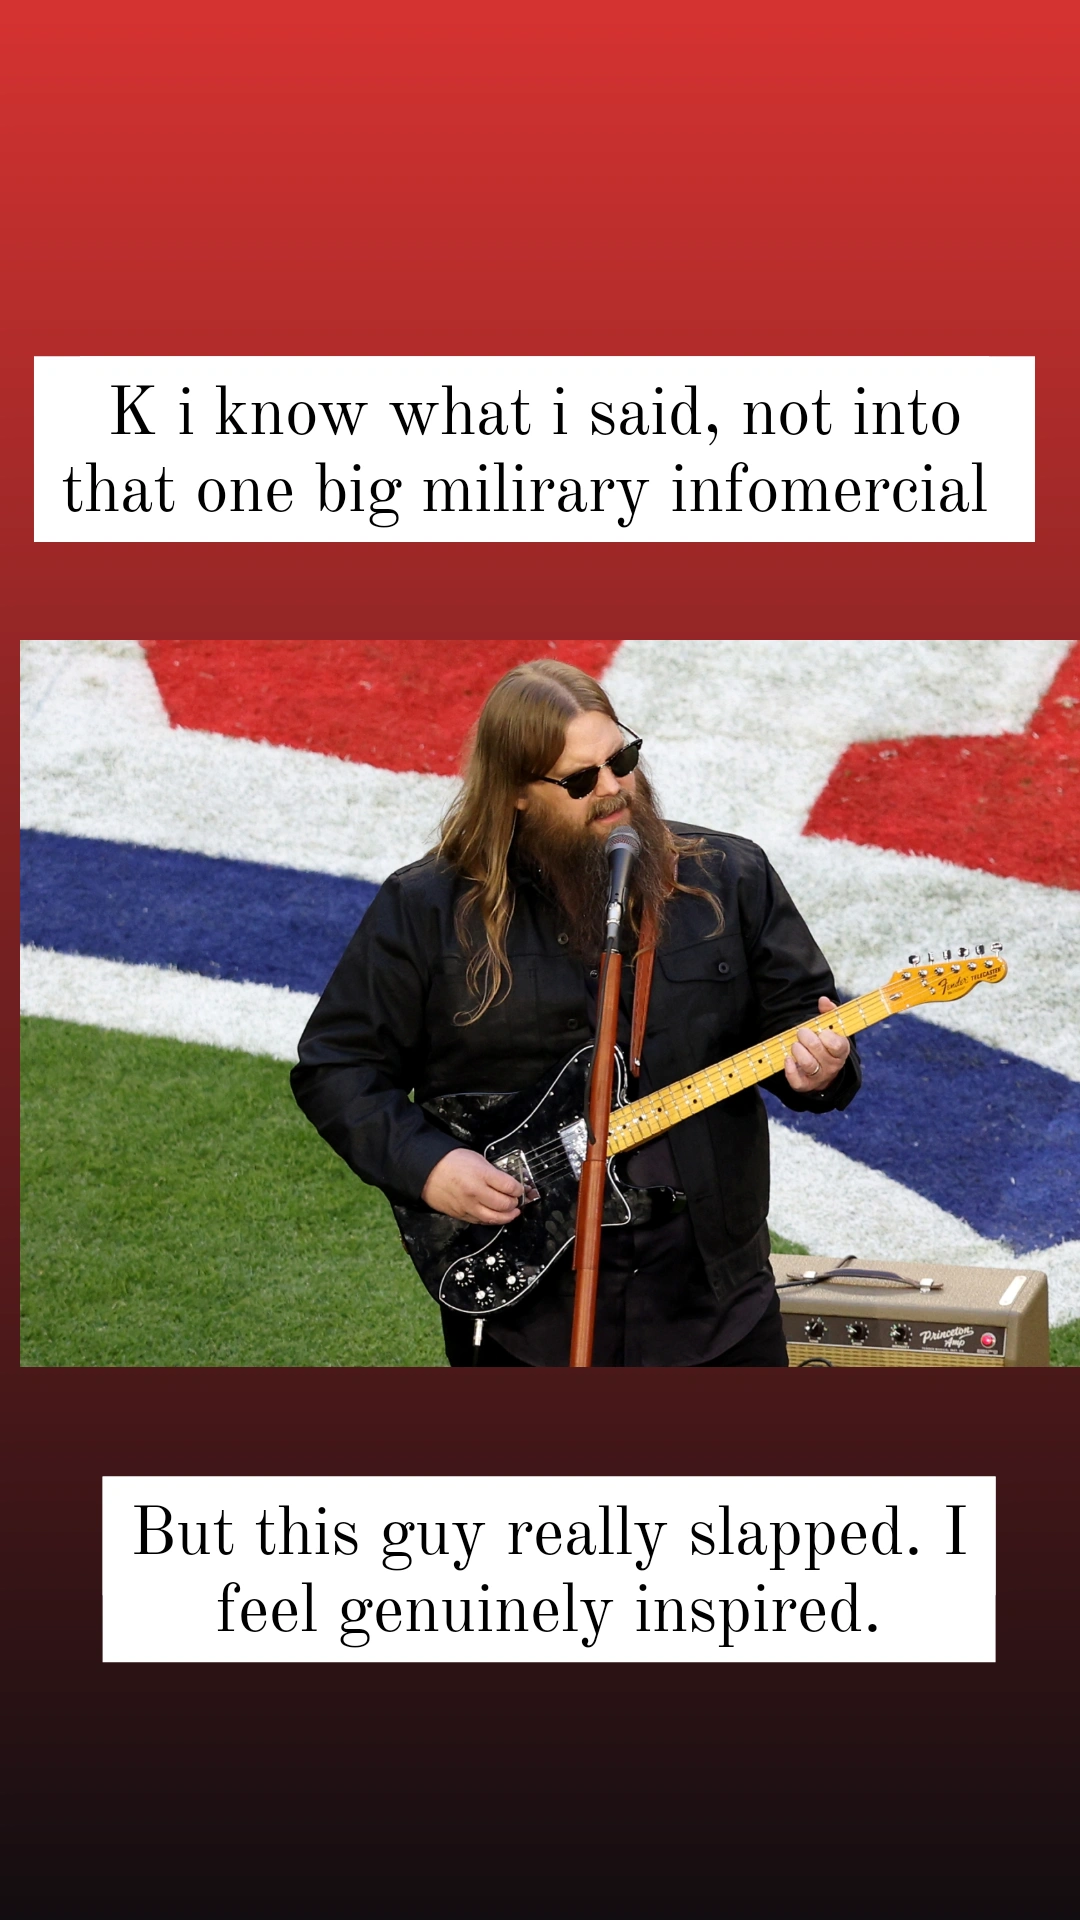 K i know what i said, not into
that one big milirary infomercial
Fender TELECASTER
Princeton
Amp
But this guy really slapped. I
feel genuinely inspired.